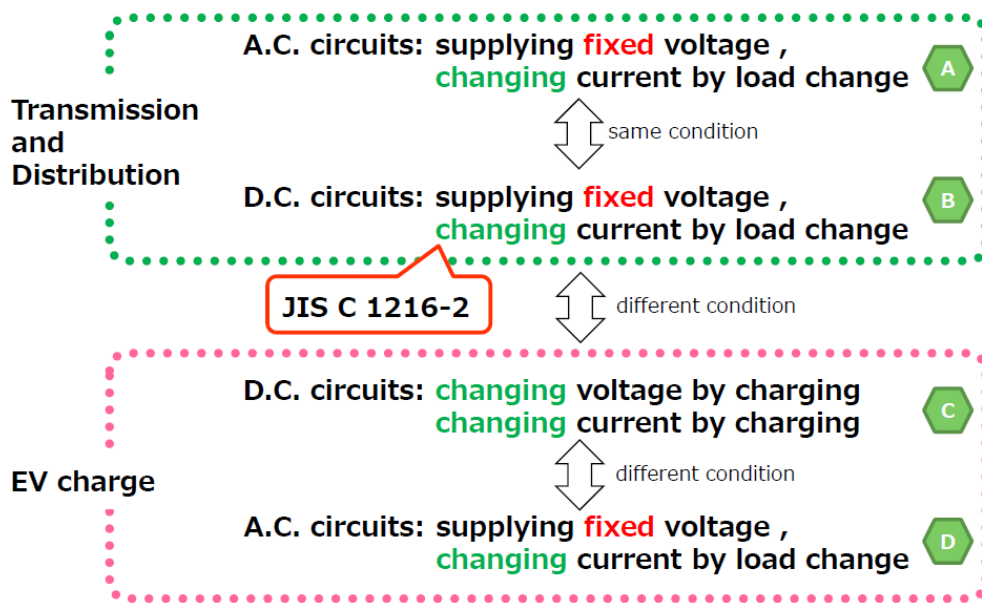 A.C. circuits: supplying fixed voltage ,
changing current by load change
A
Transmission
and
Distribution
same condition
D.C. circuits: supplying fixed voltage ,
changing current by load change
B
JIS C 1216-2
different condition
D.C. circuits: changing voltage by charging
changing current by charging
C
EV charge
different condition
A.C. circuits: supplying fixed voltage ,
changing current by load change
D